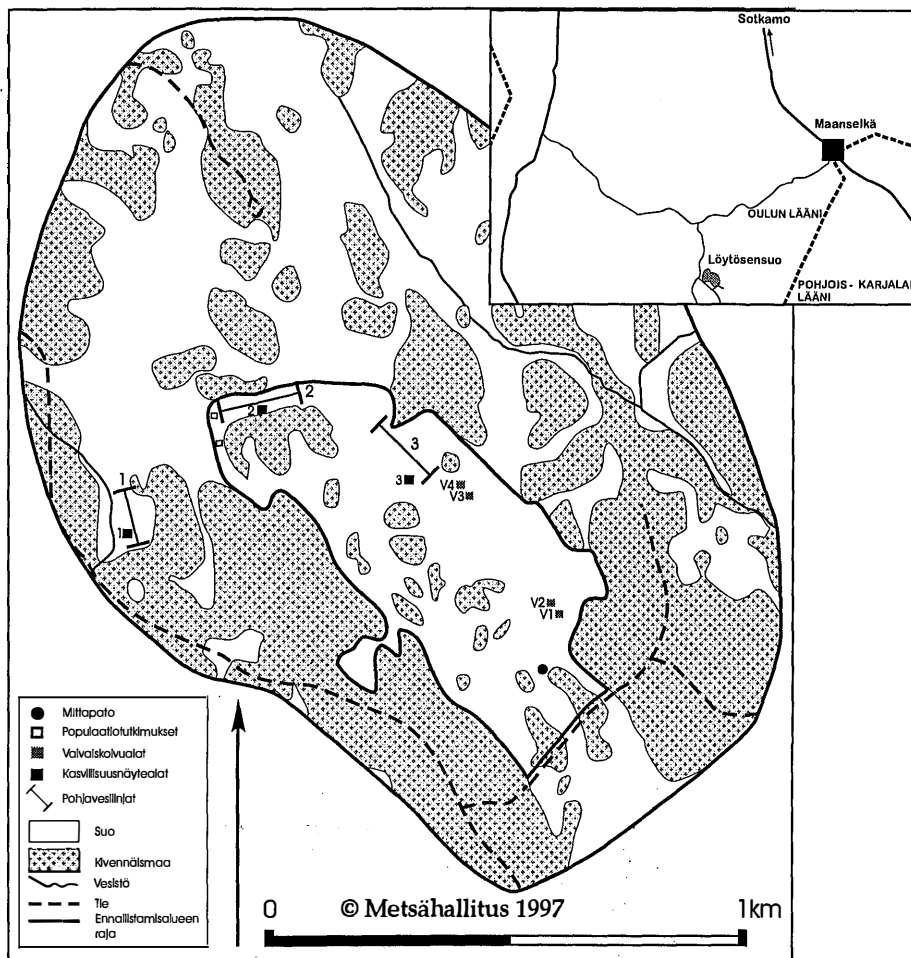 Sotkamo
Maanselkä
OULUN LÄÄNI
Löytösensuo
POHJOIS - KARJALAN
LÄÄNI
2
2
3
3
V4
V3
1
1
V2
V1
Mittapato
Populaatiotutkimukset
Valvaiskoivualat
Kasvillisuusnäytealat
Pohjavesilinjat
Suo
Kivennäismaa
Vesistö
Tie
Ennallistamisalueen
raja
0 © Metsähallitus 1997 1km